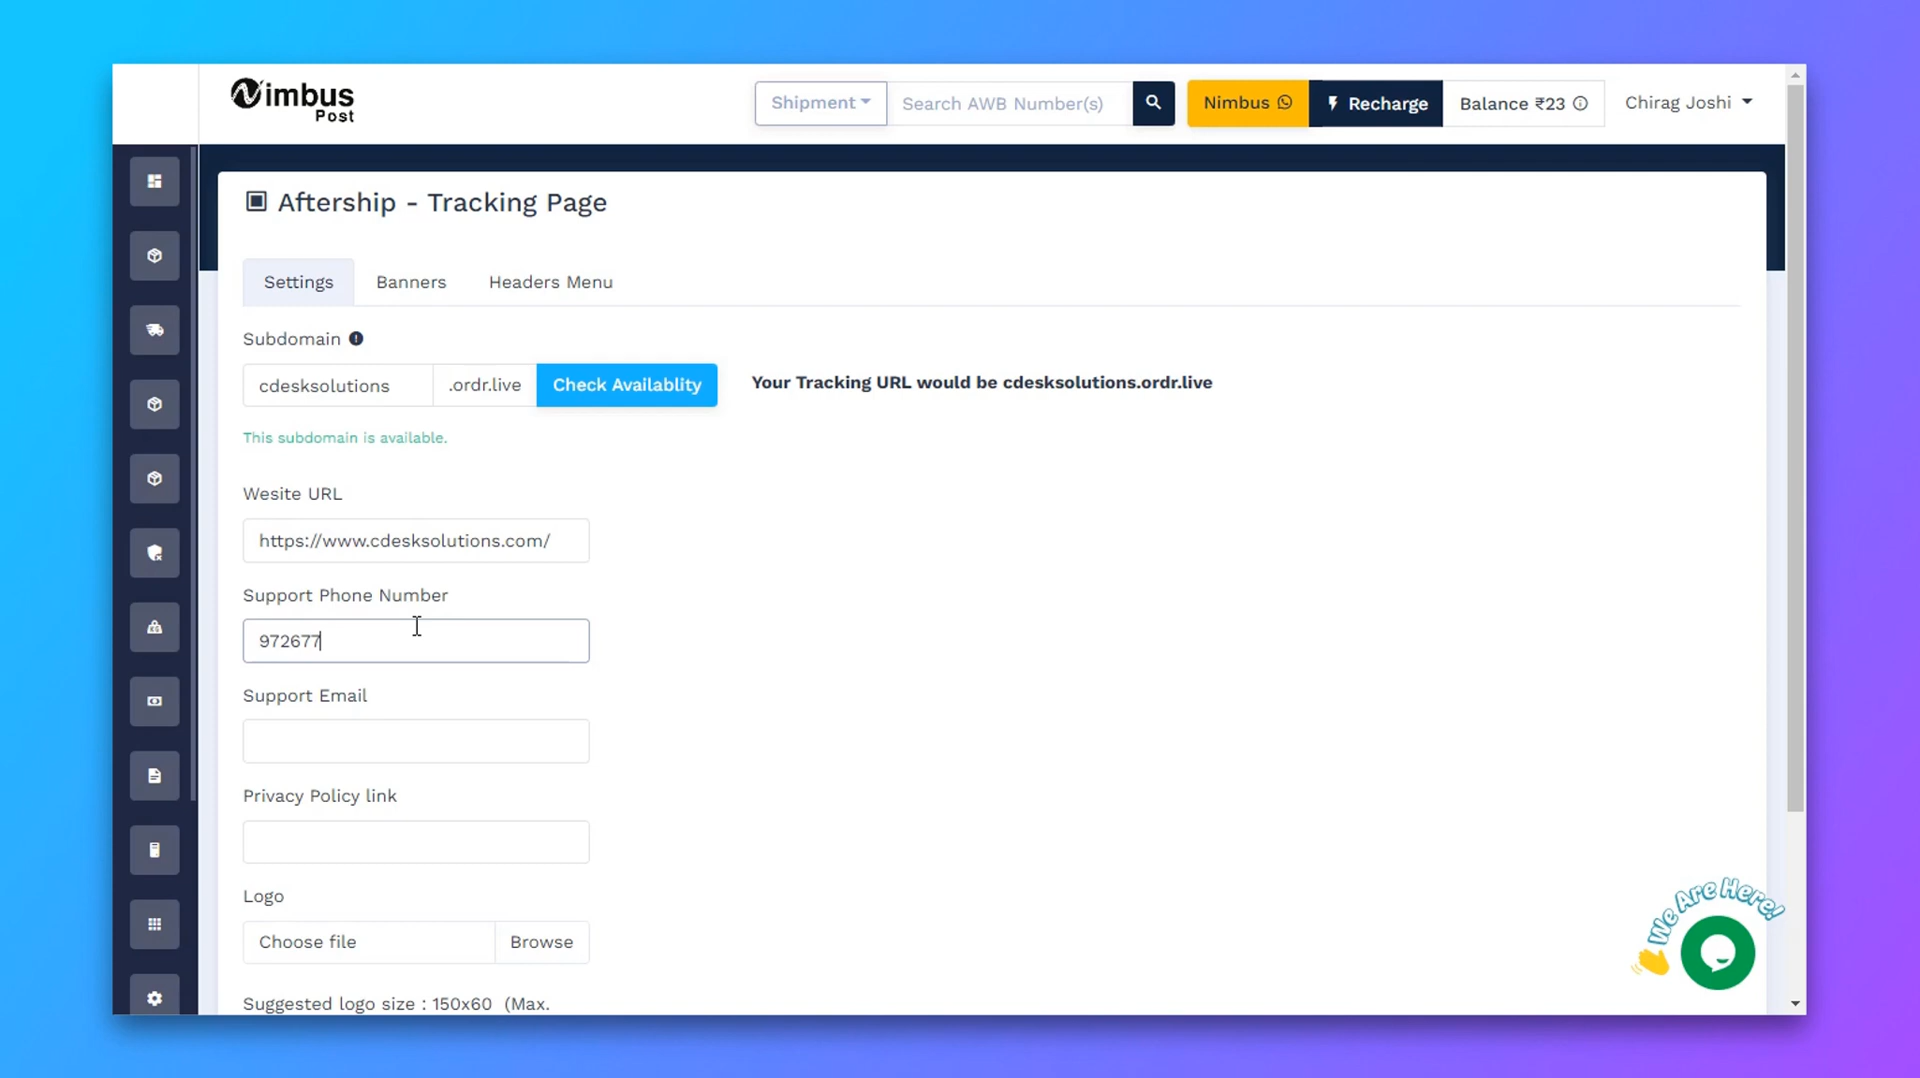 Nimbus
Post
Shipment
Search AWB Number(s)
Nimbus
Recharge
Balance ₹23
Chirag Joshi
Aftership - Tracking Page
Settings
Banners
Headers Menu
Subdomain
cdesksolutions
.ordr.live
Check Availablity
Your Tracking URL would be cdesksolutions.ordr.live
This subdomain is available.
Wesite URL
https://www.cdesksolutions.com/
Support Phone Number
972677
Support Email
Privacy Policy link
Logo
Choose file
Browse
We Are Here!
Suggested logo size : 150x60 (Max.